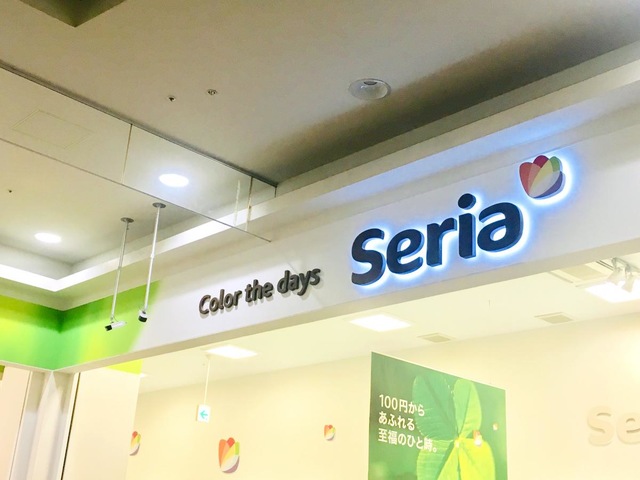 Color the days
Seria
100円から
あふれる
至福のひと時。
Se